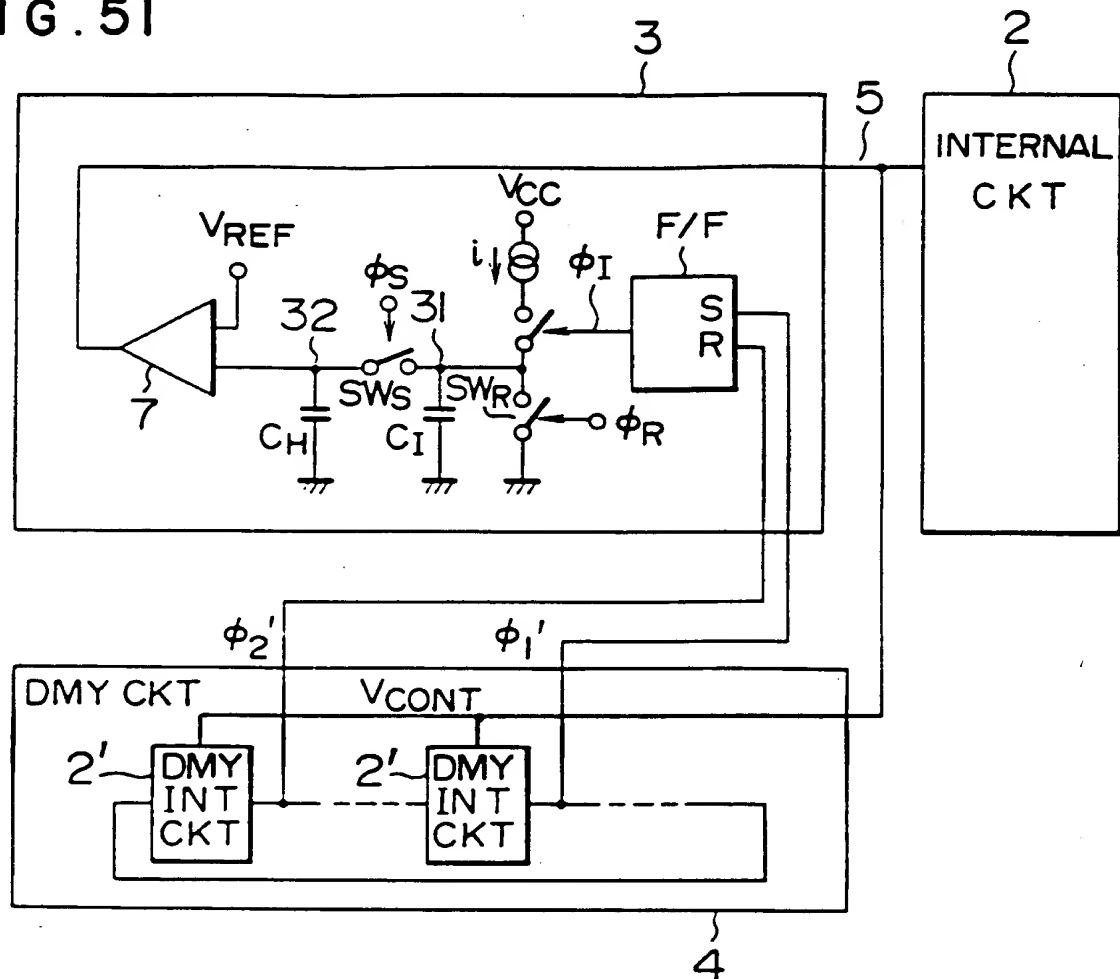 IG. 51
3
2
5
INTERNAL
CKT
VCC
VREF
F/F
i
φI
φS
S
R
32
31
7
SWS
SWR
φR
CH
CI
φ2'
φ1'
DMY CKT
VCONT
2'
DMY
INT
CKT
2'
DMY
INT
CKT
4